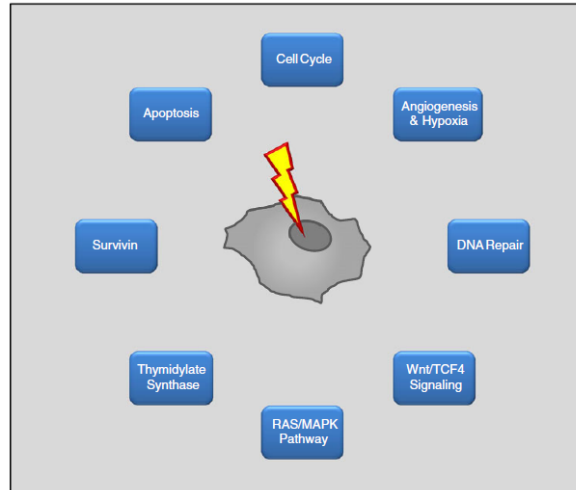 Cell Cycle
Angiogenesis
& Hypoxia
DNA Repair
Wnt/TCF4
Signaling
RAS/MAPK
Pathway
Thymidylate
Synthase
Survivin
Apoptosis